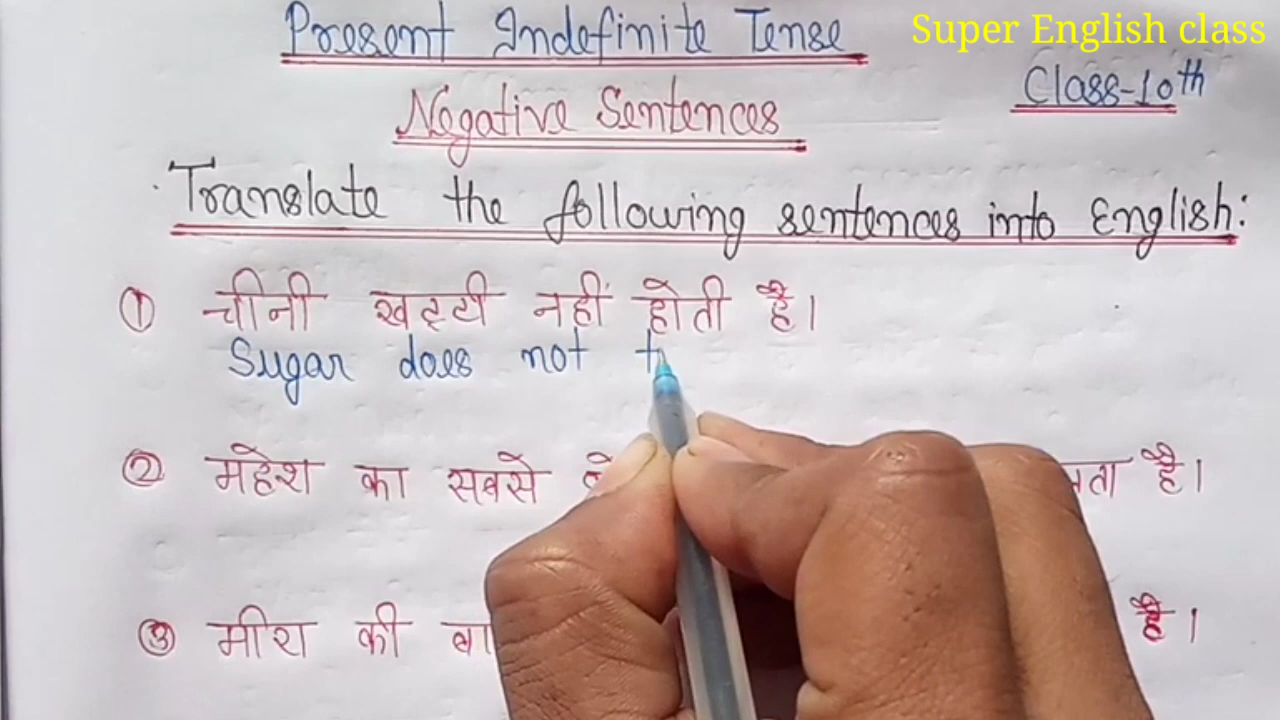 Present Indefinite Tense
Super English class
Class-10th
Negative Sentences
Translate the following sentences into English:
① चीनी खट्टी नहीं होती है।
Sugar does not t
② महेश का सबसे है।
③ मीरा की है।